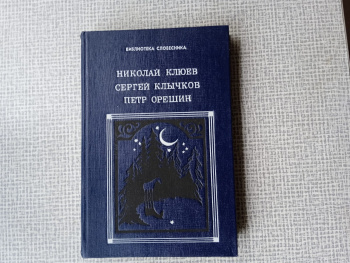 БИБЛИОТЕКА СЛОВЕСНИКА
НИКОЛАЙ КЛЮЕВ
СЕРГЕЙ КЛЫЧКОВ
ПЕТР ОРЕШИН